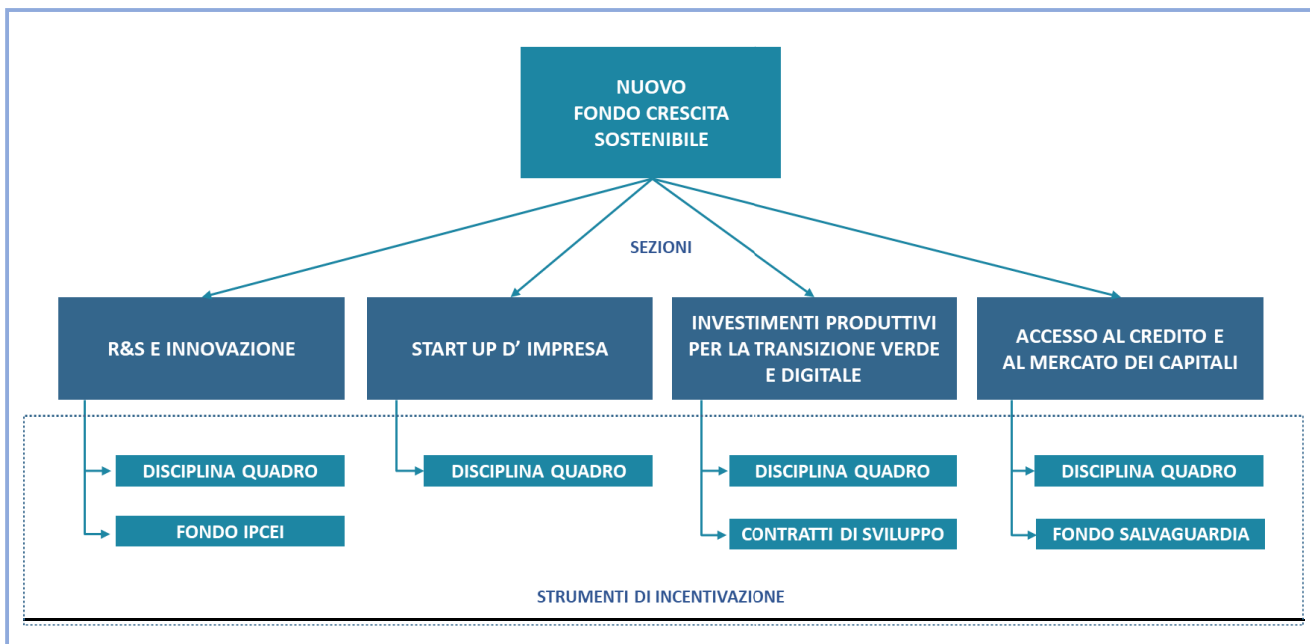 NUOVO
FONDO CRESCITA
SOSTENIBILE
SEZIONI
R&S E INNOVAZIONE
START UP D’ IMPRESA
INVESTIMENTI PRODUTTIVI
PER LA TRANSIZIONE VERDE
E DIGITALE
ACCESSO AL CREDITO E
AL MERCATO DEI CAPITALI
DISCIPLINA QUADRO
DISCIPLINA QUADRO
DISCIPLINA QUADRO
DISCIPLINA QUADRO
FONDO IPCEI
CONTRATTI DI SVILUPPO
FONDO SALVAGUARDIA
STRUMENTI DI INCENTIVAZIONE